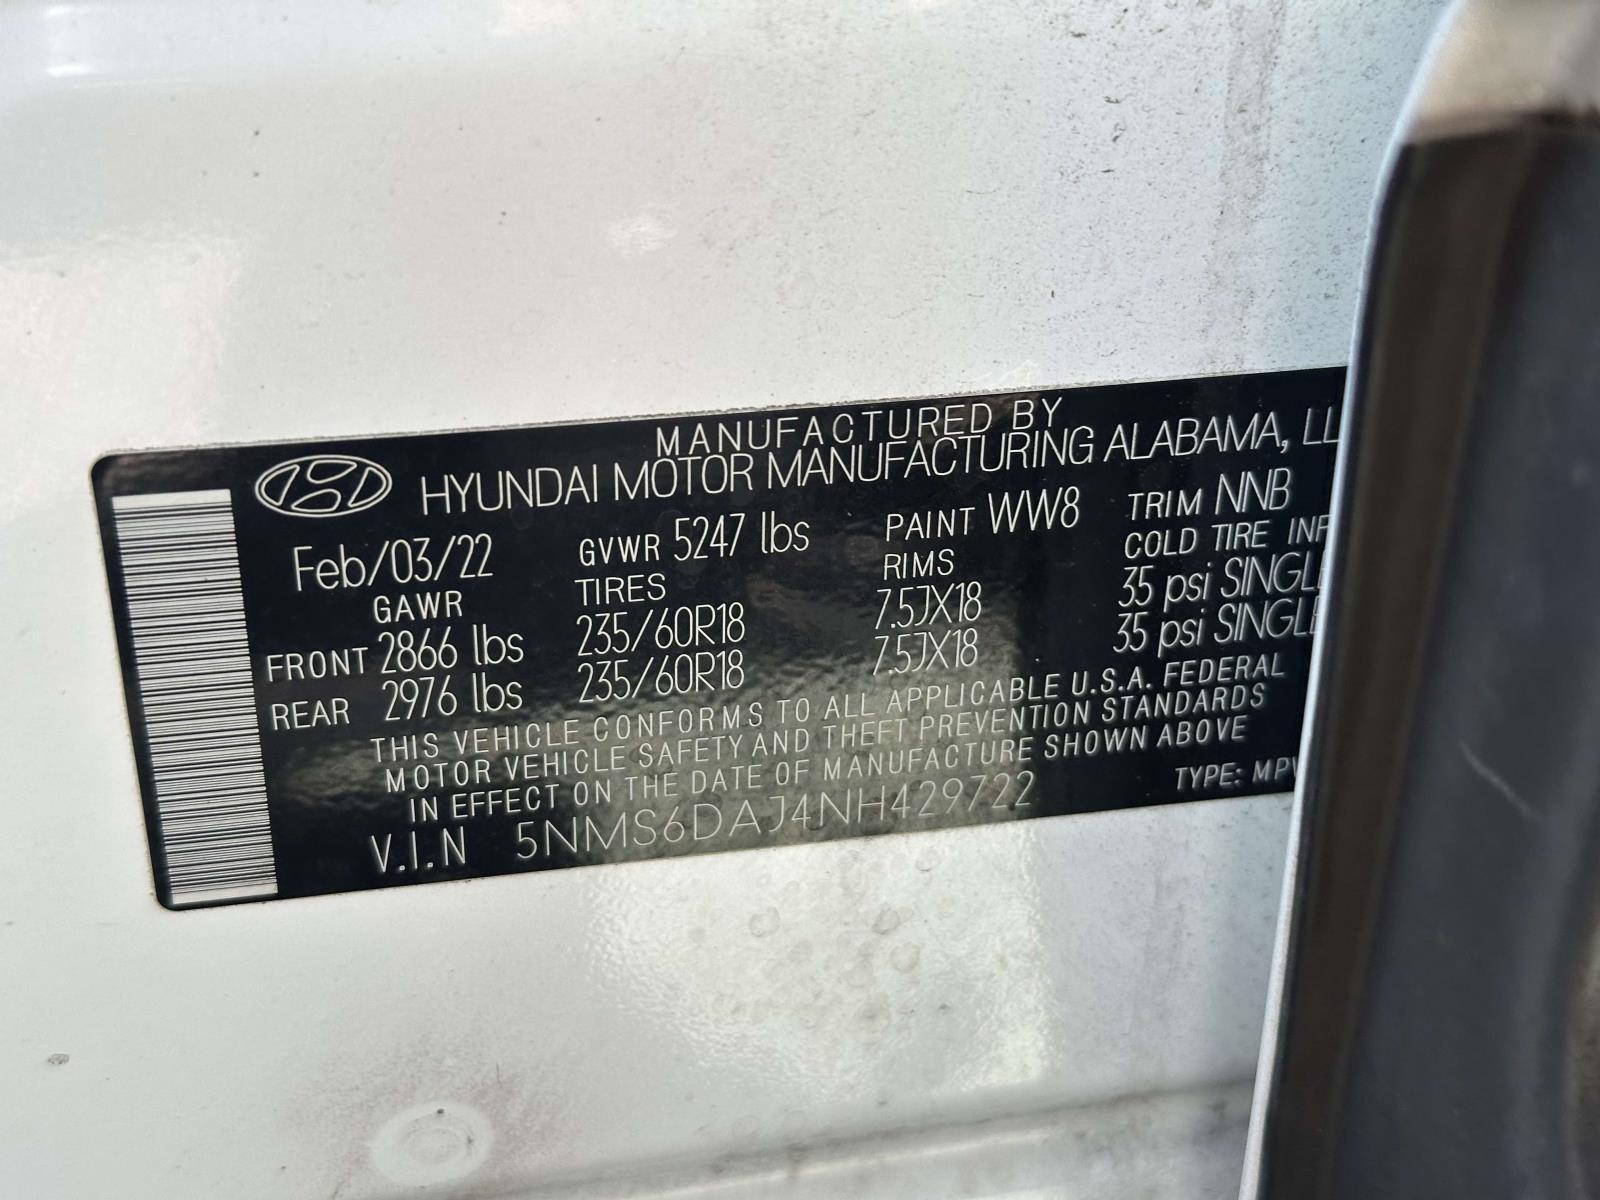 MANUFACTURED BY
HYUNDAI MOTOR MANUFACTURING ALABAMA, LL
Feb/03/22 GVWR 5247 lbs PAINT WW8 TRIM NNB
GAWR TIRES RIMS COLD TIRE INF
FRONT 2866 lbs 235/60R18 7.5JX18 35 psi SINGLE
REAR 2976 lbs 235/60R18 7.5JX18 35 psi SINGLE
THIS VEHICLE CONFORMS TO ALL APPLICABLE U.S.A. FEDERAL
MOTOR VEHICLE SAFETY AND THEFT PREVENTION STANDARDS
IN EFFECT ON THE DATE OF MANUFACTURE SHOWN ABOVE
V.I.N 5NMS6DAJ4NH429722 TYPE: MPV